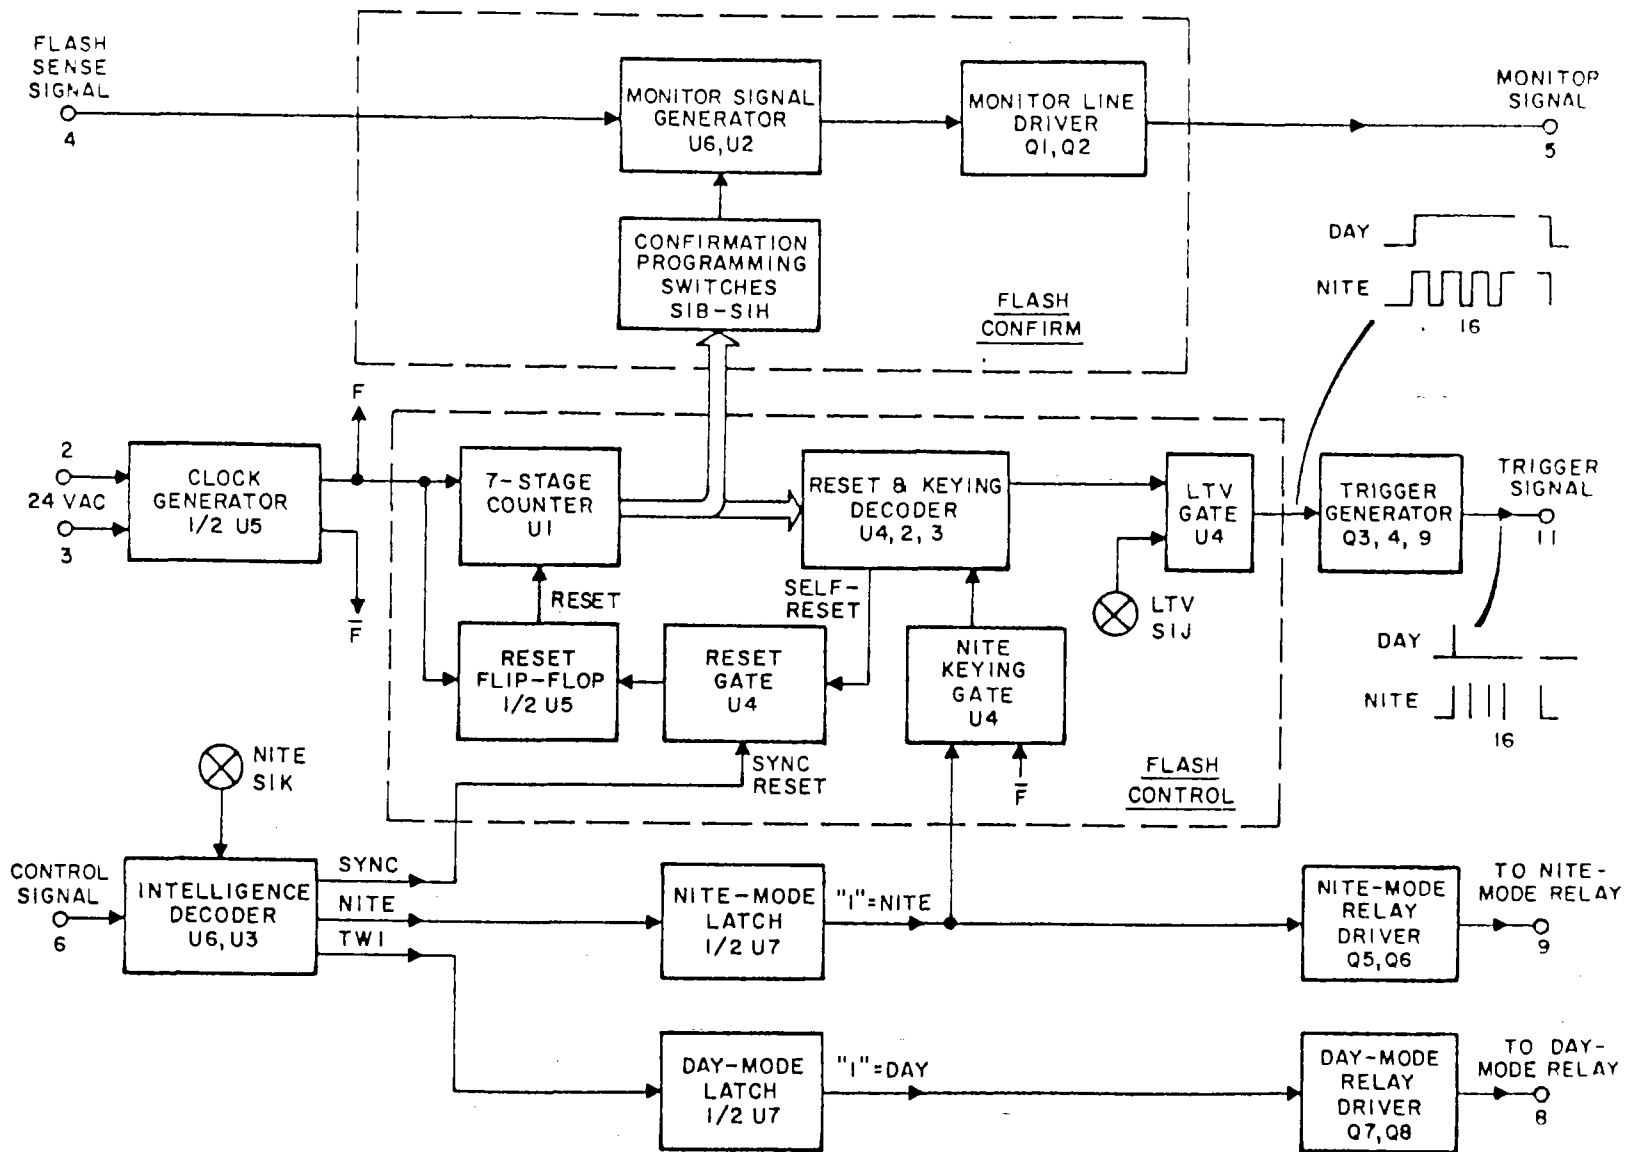 FLASH
SENSE
SIGNAL
4
MONITOR SIGNAL
GENERATOR
U6, U2
MONITOR LINE
DRIVER
Q1, Q2
MONITOP
SIGNAL
5
CONFIRMATION
PROGRAMMING
SWITCHES
S1B-S1H
FLASH
CONFIRM
DAY
NITE
16
F
2
24 VAC
3
CLOCK
GENERATOR
1/2 U5
F̅
7-STAGE
COUNTER
U1
RESET & KEYING
DECODER
U4, 2, 3
LTV
GATE
U4
TRIGGER
GENERATOR
Q3, 4, 9
TRIGGER
SIGNAL
11
RESET
SELF-
RESET
LTV
S1J
RESET
FLIP-FLOP
1/2 U5
RESET
GATE
U4
NITE
KEYING
GATE
U4
DAY
NITE
16
NITE
S1K
SYNC
RESET
F̅
FLASH
CONTROL
CONTROL
SIGNAL
6
INTELLIGENCE
DECODER
U6, U3
SYNC
NITE
TWI
NITE-MODE
LATCH
1/2 U7
"1"=NITE
NITE-MODE
RELAY
DRIVER
Q5, Q6
TO NITE-
MODE RELAY
9
DAY-MODE
LATCH
1/2 U7
"1"=DAY
DAY-MODE
RELAY
DRIVER
Q7, Q8
TO DAY-
MODE RELAY
8